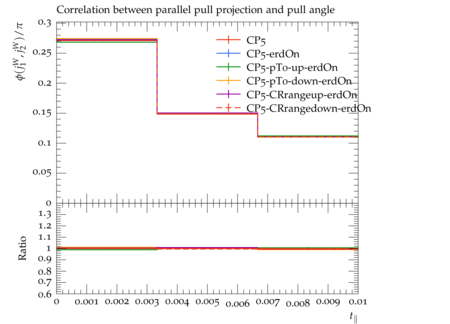 Correlation between parallel pull projection and pull angle
ϕ(j₁ᵂ, j₂ᵂ)/π
0.3
0.25
0.2
0.15
0.1
0.05
0
CP5
CP5-erdOn
CP5-pTo-up-erdOn
CP5-pTo-down-erdOn
CP5-CRrangeup-erdOn
CP5-CRrangedown-erdOn
Ratio
1.3
1.2
1.1
1
0.9
0.8
0.7
0.6
0 0.001 0.002 0.003 0.004 0.005 0.006 0.007 0.008 0.009 0.01
t∥